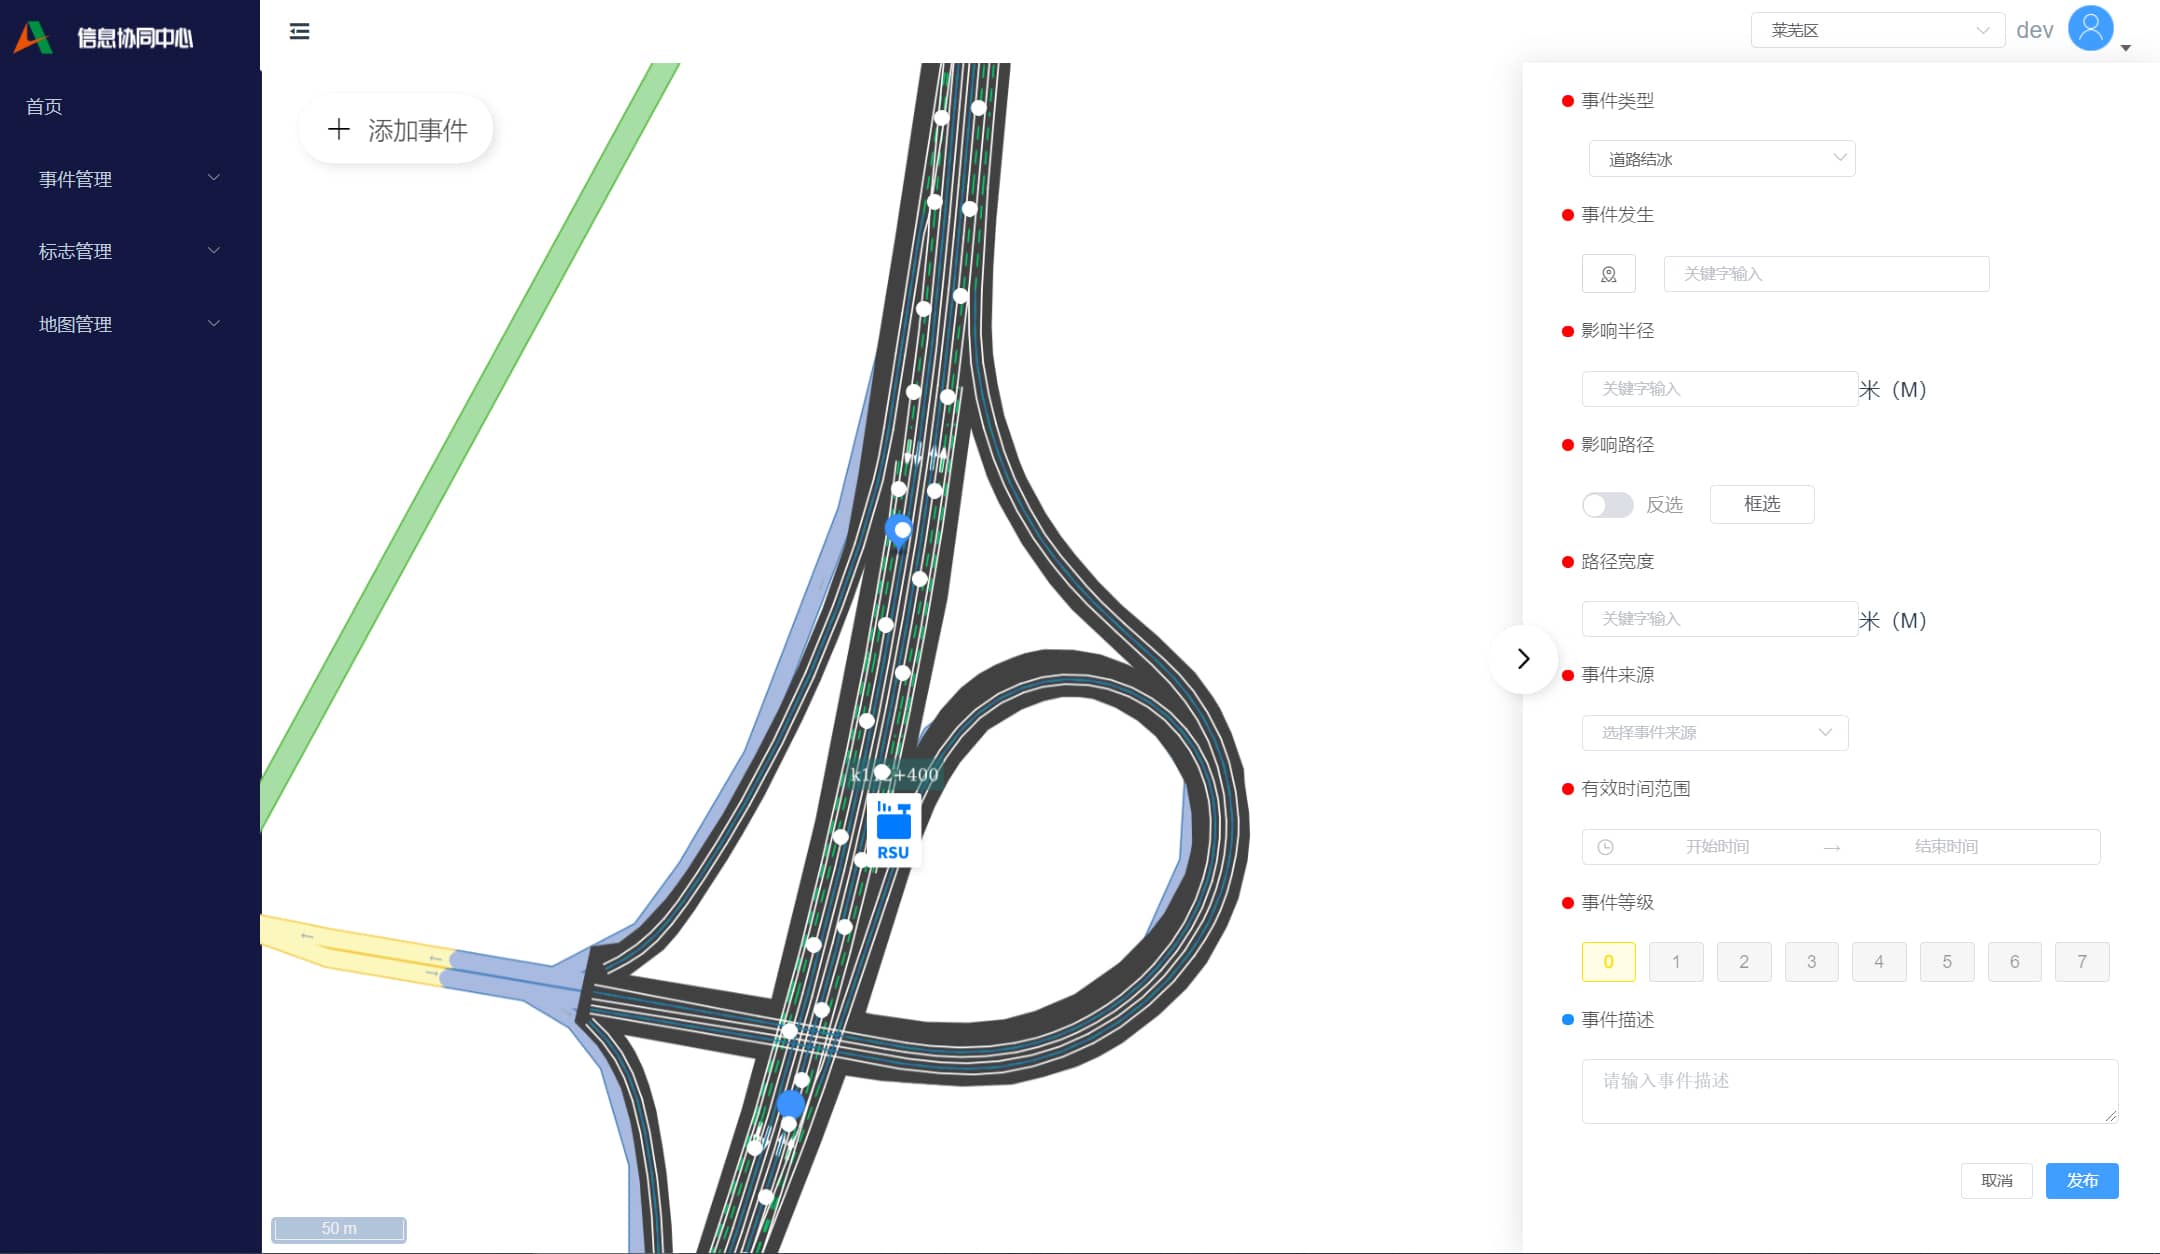 信息协同中心
莱芜区
dev
首页
事件管理
标志管理
地图管理
添加事件
RSU
50 m
事件类型
道路结冰
事件发生
关键字输入
影响半径
关键字输入
米（M）
影响路径
反选
框选
路径宽度
关键字输入
米（M）
事件来源
选择事件来源
有效时间范围
开始时间 → 结束时间
事件等级
0 1 2 3 4 5 6 7
事件描述
请输入事件描述
取消
发布